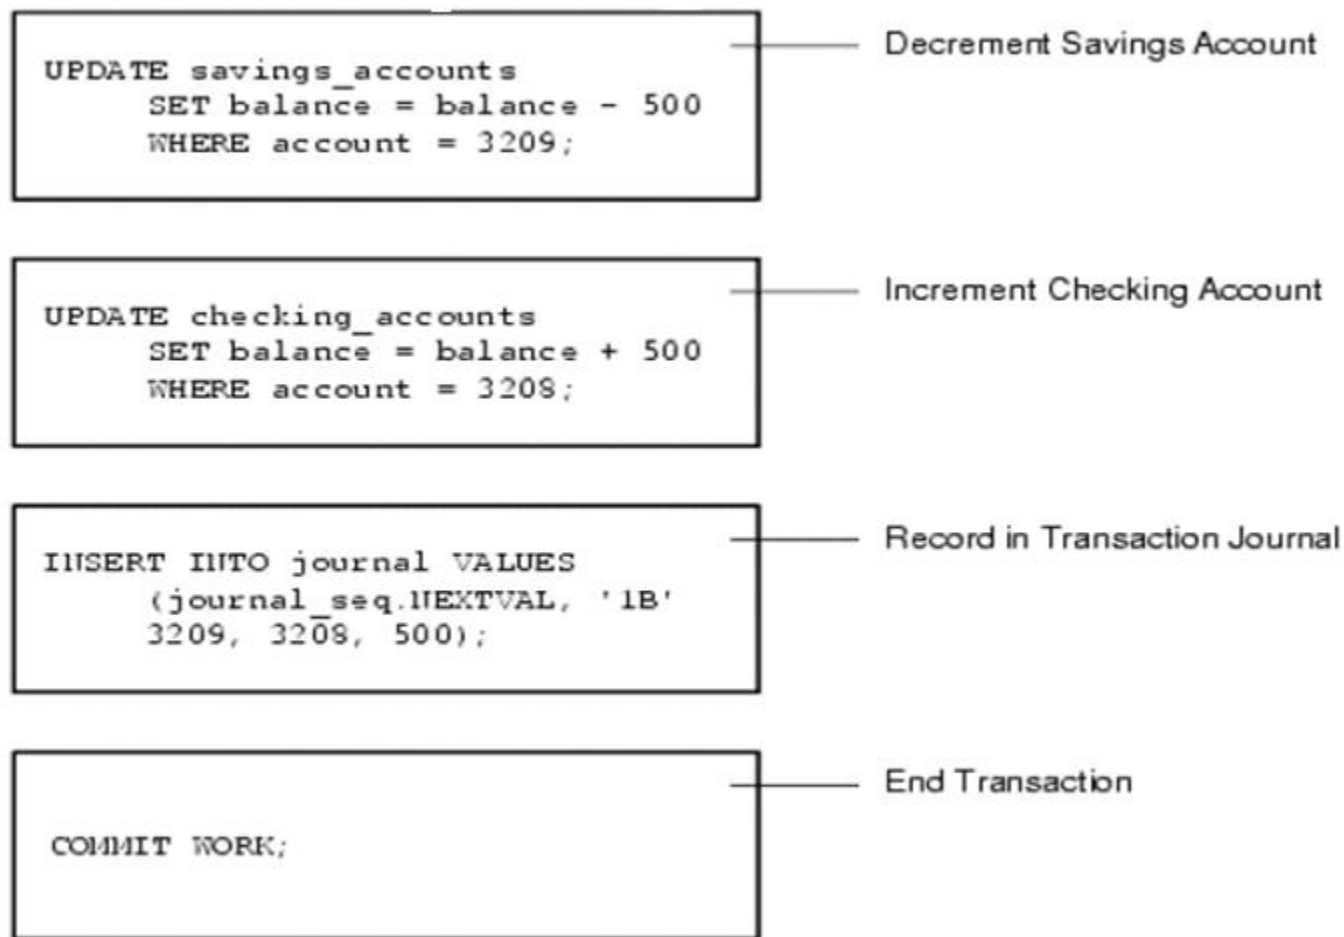 UPDATE savings_accounts
SET balance = balance - 500
WHERE account = 3209;
Decrement Savings Account
UPDATE checking_accounts
SET balance = balance + 500
WHERE account = 3208;
Increment Checking Account
INSERT INTO journal VALUES
(journal_seq.NEXTVAL, '1B'
3209, 3208, 500);
Record in Transaction Journal
COMMIT WORK;
End Transaction